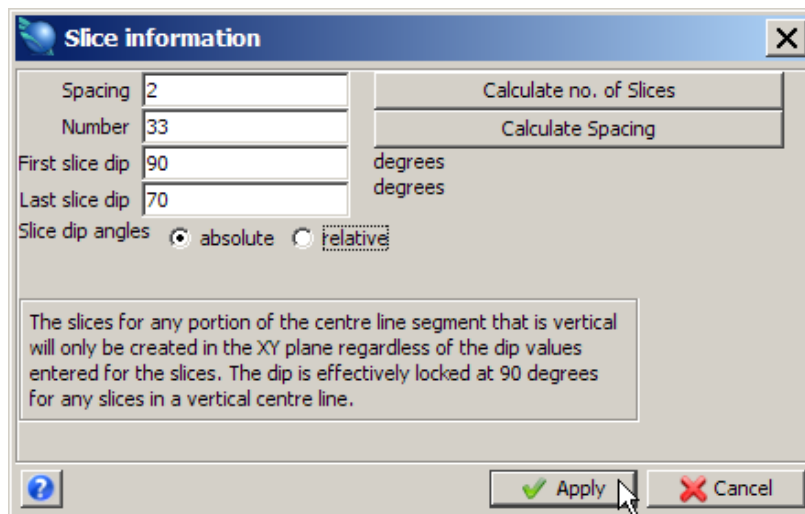 Slice information
Spacing 2 Calculate no. of Slices
Number 33 Calculate Spacing
First slice dip 90 degrees
Last slice dip 70 degrees
Slice dip angles absolute relative
The slices for any portion of the centre line segment that is vertical
will only be created in the XY plane regardless of the dip values
entered for the slices. The dip is effectively locked at 90 degrees
for any slices in a vertical centre line.
? Apply Cancel